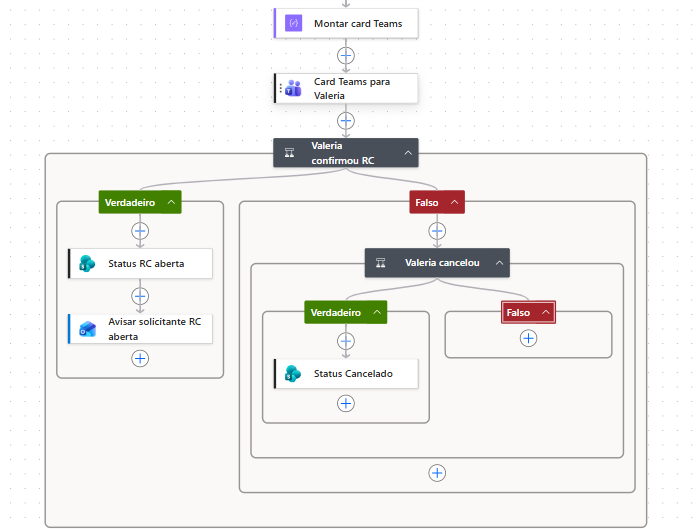 Montar card Teams
Card Teams para
Valeria
Valeria
confirmou RC
Verdadeiro
Falso
Status RC aberta
Valeria cancelou
Avisar solicitante RC
aberta
Verdadeiro
Falso
Status Cancelado